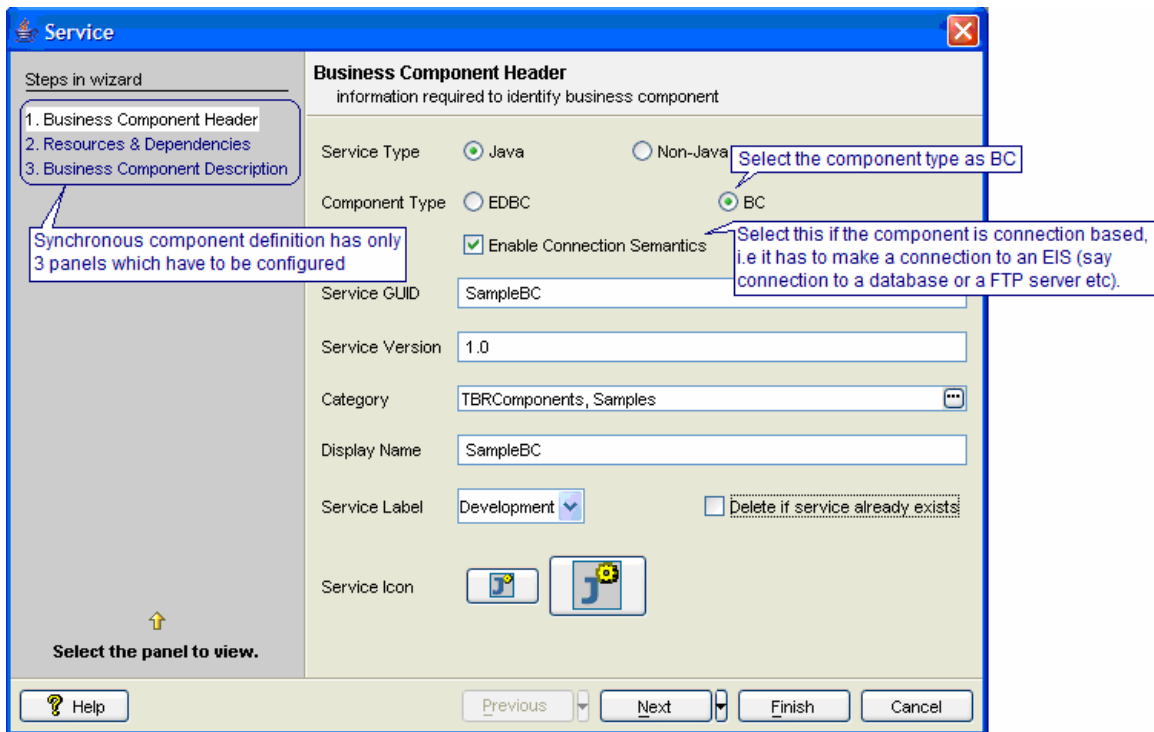 Service
Steps in wizard
1. Business Component Header
2. Resources & Dependencies
3. Business Component Description
Synchronous component definition has only
3 panels which have to be configured
Select the panel to view.
Business Component Header
information required to identify business component
Service Type Java Non-Java
Select the component type as BC
Component Type EDBC BC
Enable Connection Semantics
Select this if the component is connection based,
i.e it has to make a connection to an EIS (say
connection to a database or a FTP server etc).
Service GUID SampleBC
Service Version 1.0
Category TBRComponents, Samples
Display Name SampleBC
Service Label Development Delete if service already exists
Service Icon
Help Previous Next Finish Cancel